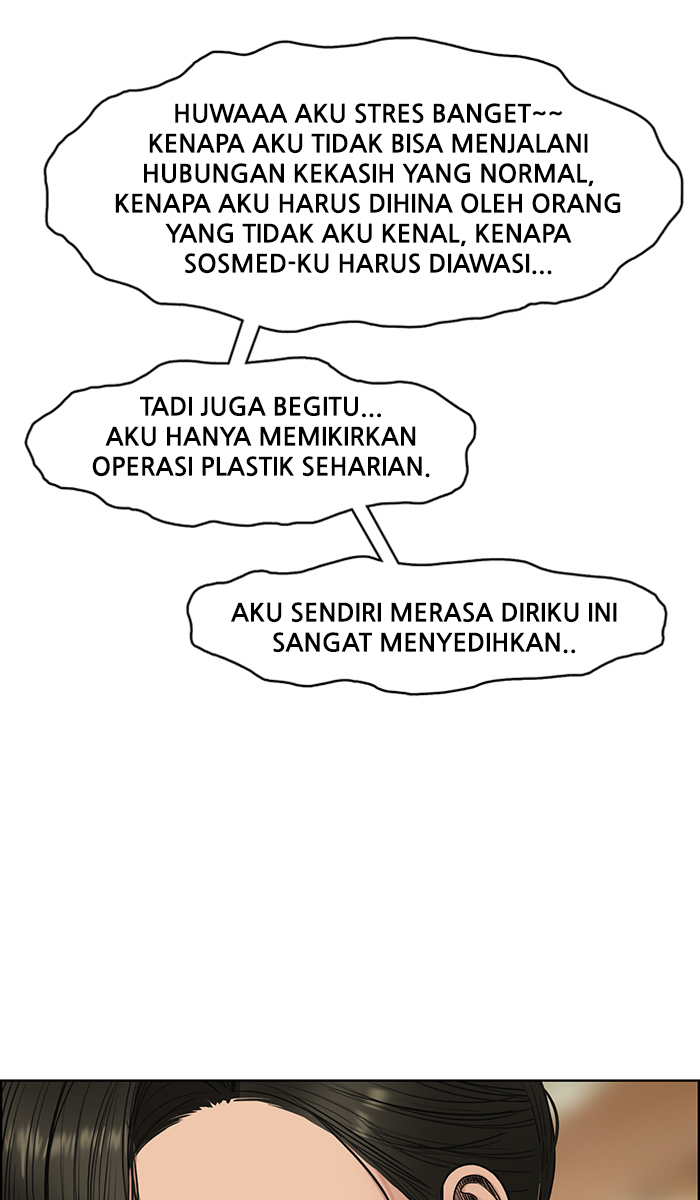 HUWAAA AKU STRES BANGET~~
KENAPA AKU TIDAK BISA MENJALANI
HUBUNGAN KEKASIH YANG NORMAL,
KENAPA AKU HARUS DIHINA OLEH ORANG
YANG TIDAK AKU KENAL, KENAPA
SOSMED-KU HARUS DIAWASI...
TADI JUGA BEGITU...
AKU HANYA MEMIKIRKAN
OPERASI PLASTIK SEHARIAN.
AKU SENDIRI MERASA DIRIKU INI
SANGAT MENYEDIHKAN..